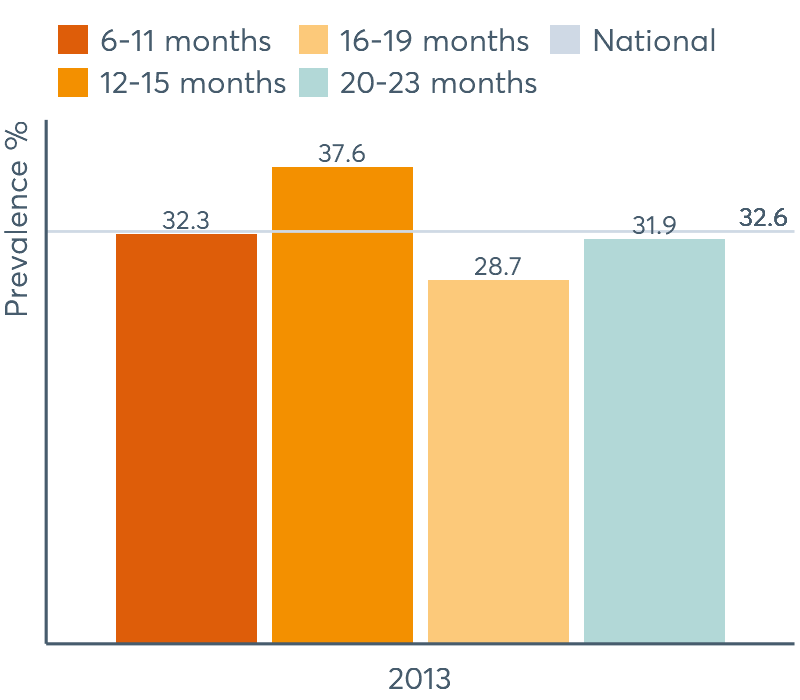 6-11 months 16-19 months National
12-15 months 20-23 months
Prevalence %
37.6
32.3
31.9
32.6
28.7
2013